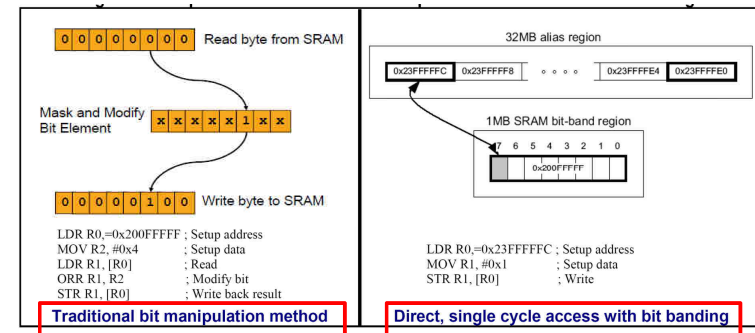 0 0 0 0 0 0 0 0 Read byte from SRAM
Mask and Modify
Bit Element
x x x x x 1 x x
0 0 0 0 0 1 0 0 Write byte to SRAM
LDR R0,=0x200FFFFF ; Setup address
MOV R2, #0x4 ; Setup data
LDR R1, [R0] ; Read
ORR R1, R2 ; Modify bit
STR R1, [R0] ; Write back result
Traditional bit manipulation method
32MB alias region
0x23FFFFFC 0x23FFFFF8 o o o o 0x23FFFFE4 0x23FFFFE0
1MB SRAM bit-band region
7 6 5 4 3 2 1 0
0x200FFFFF
LDR R0,=0x23FFFFFC ; Setup address
MOV R1, #0x1 ; Setup data
STR R1, [R0] ; Write
Direct, single cycle access with bit banding